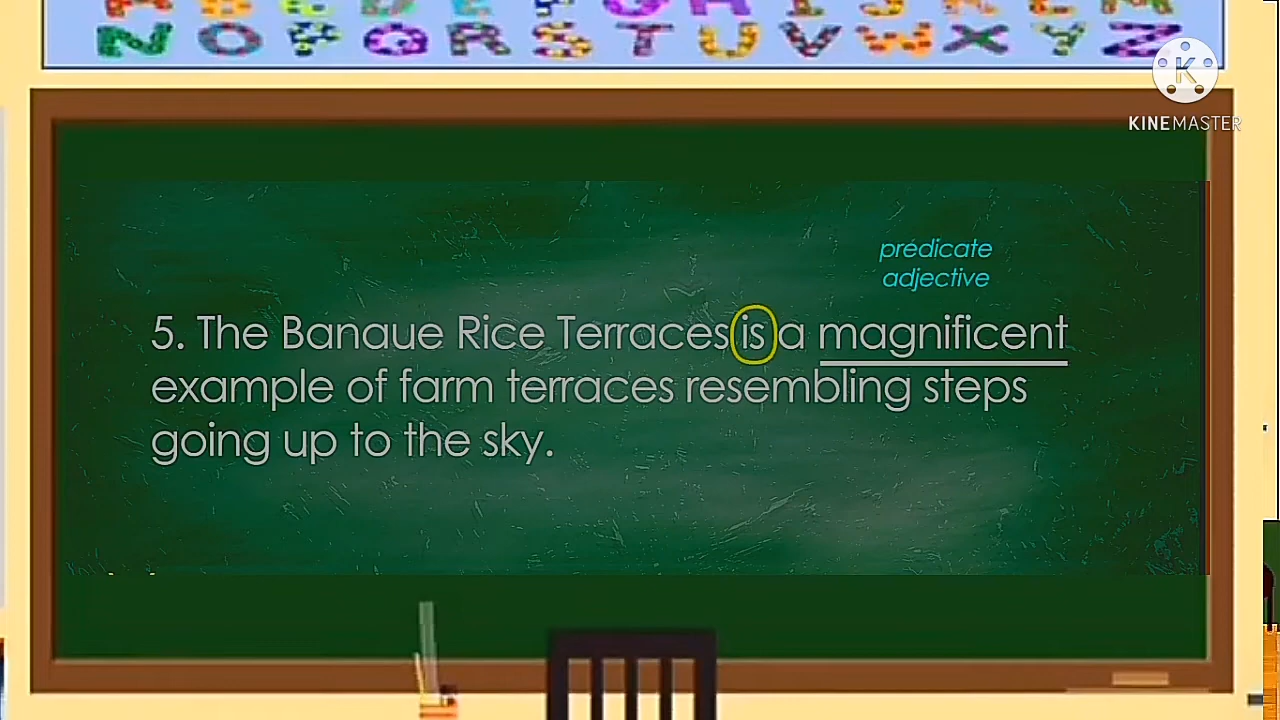 N O P Q R S T U V W X Y Z
KINEMASTER
predicate
adjective
5. The Banaue Rice Terraces is a magnificent
example of farm terraces resembling steps
going up to the sky.